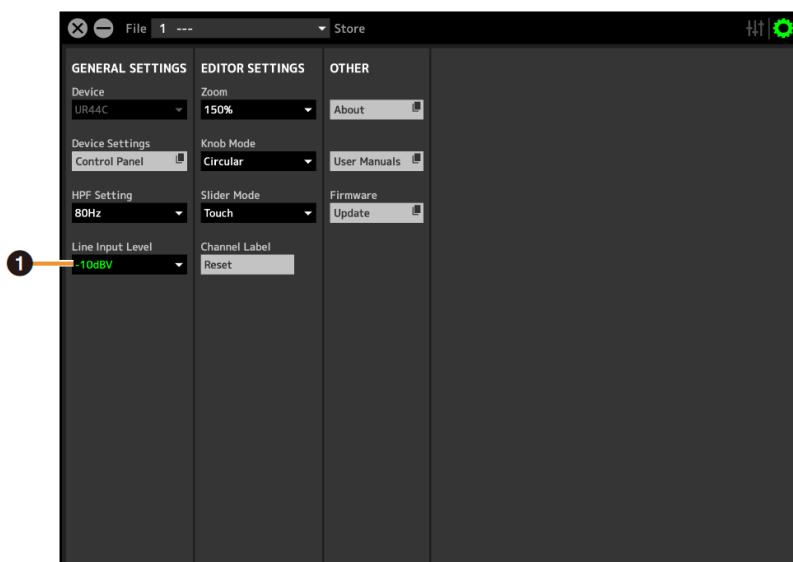 File 1 --- Store
GENERAL SETTINGS
Device
UR44C
Device Settings
Control Panel
HPF Setting
80Hz
Line Input Level
-10dBV
1
EDITOR SETTINGS
Zoom
150%
Knob Mode
Circular
Slider Mode
Touch
Channel Label
Reset
OTHER
About
User Manuals
Firmware
Update